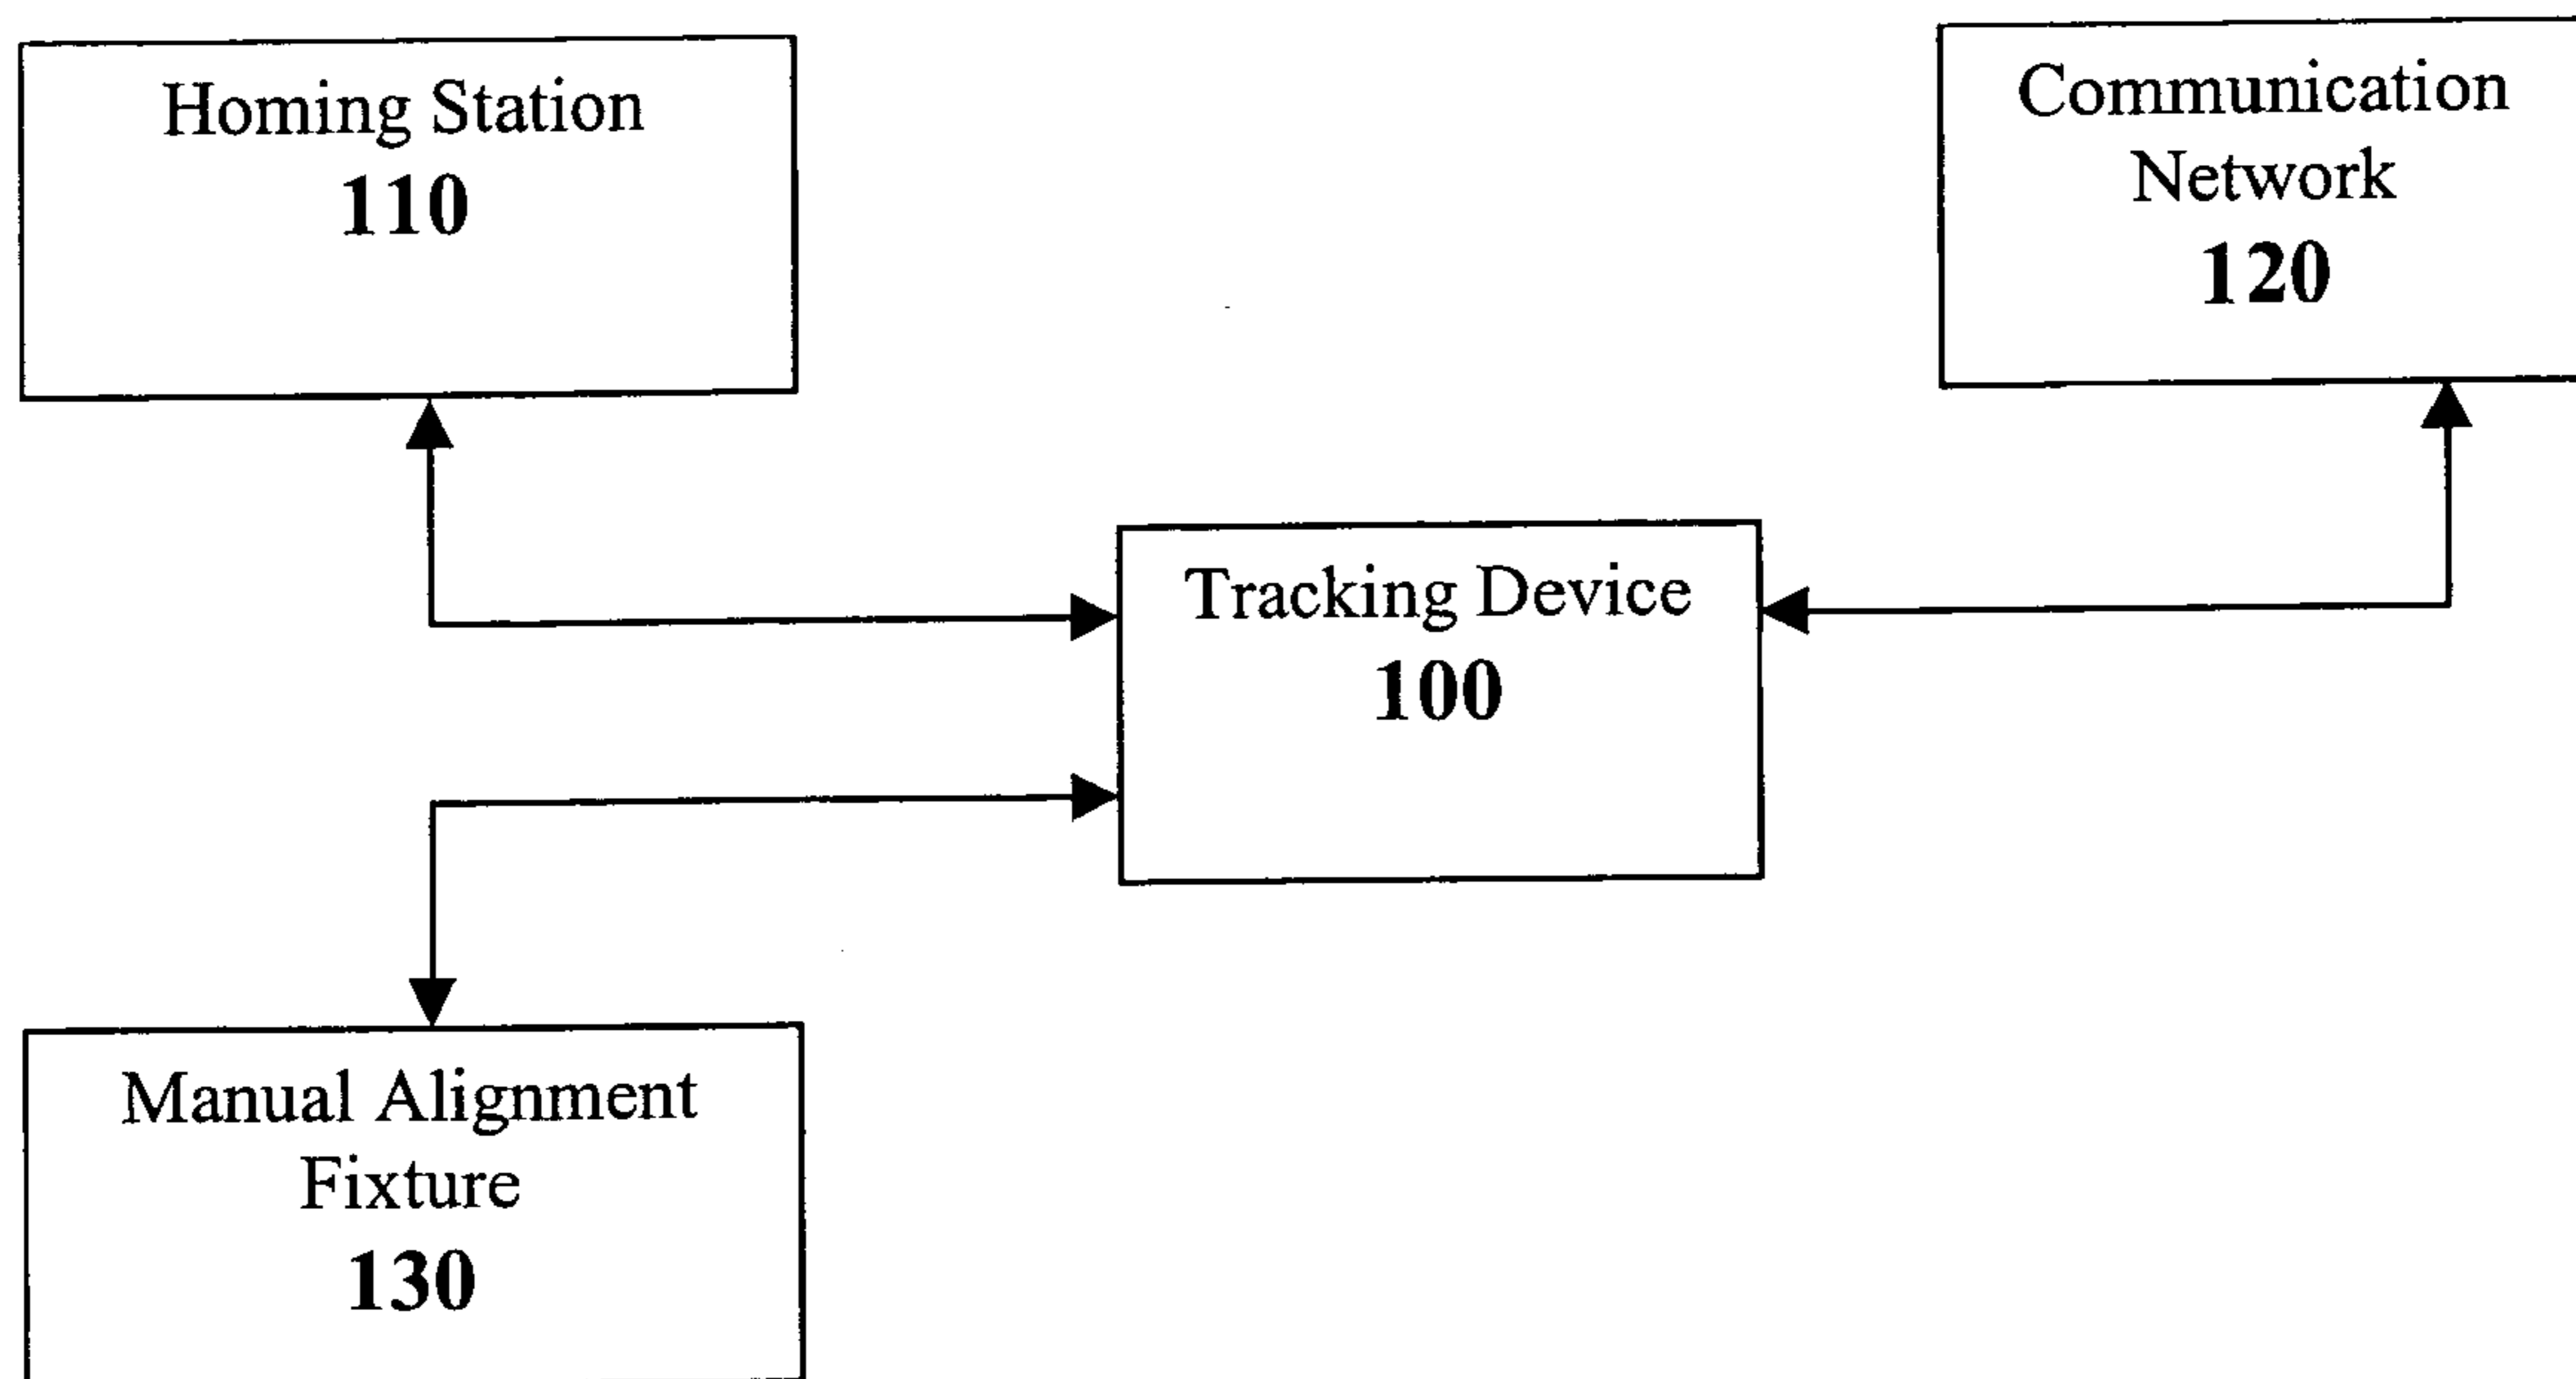 Homing Station
110
Communication
Network
120
Tracking Device
100
Manual Alignment
Fixture
130